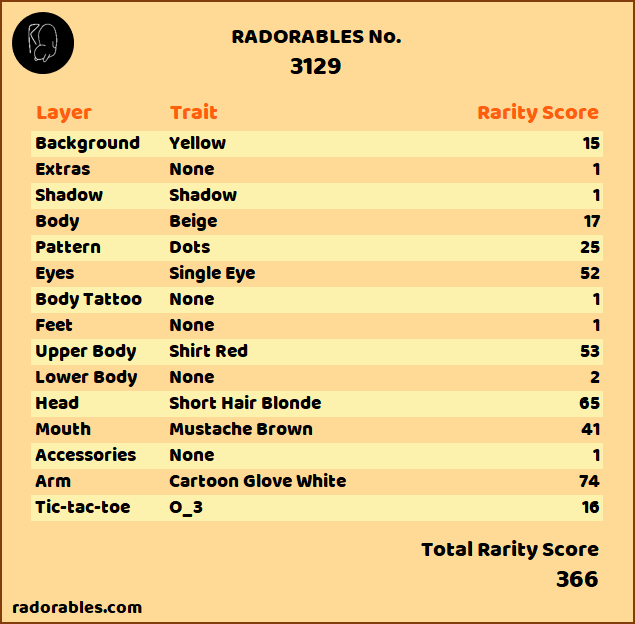 RADORABLES No.
3129
Layer Trait Rarity Score
Background Yellow 15
Extras None 1
Shadow Shadow 1
Body Beige 17
Pattern Dots 25
Eyes Single Eye 52
Body Tattoo None 1
Feet None 1
Upper Body Shirt Red 53
Lower Body None 2
Head Short Hair Blonde 65
Mouth Mustache Brown 41
Accessories None 1
Arm Cartoon Glove White 74
Tic-tac-toe O_3 16
Total Rarity Score
366
radorables.com